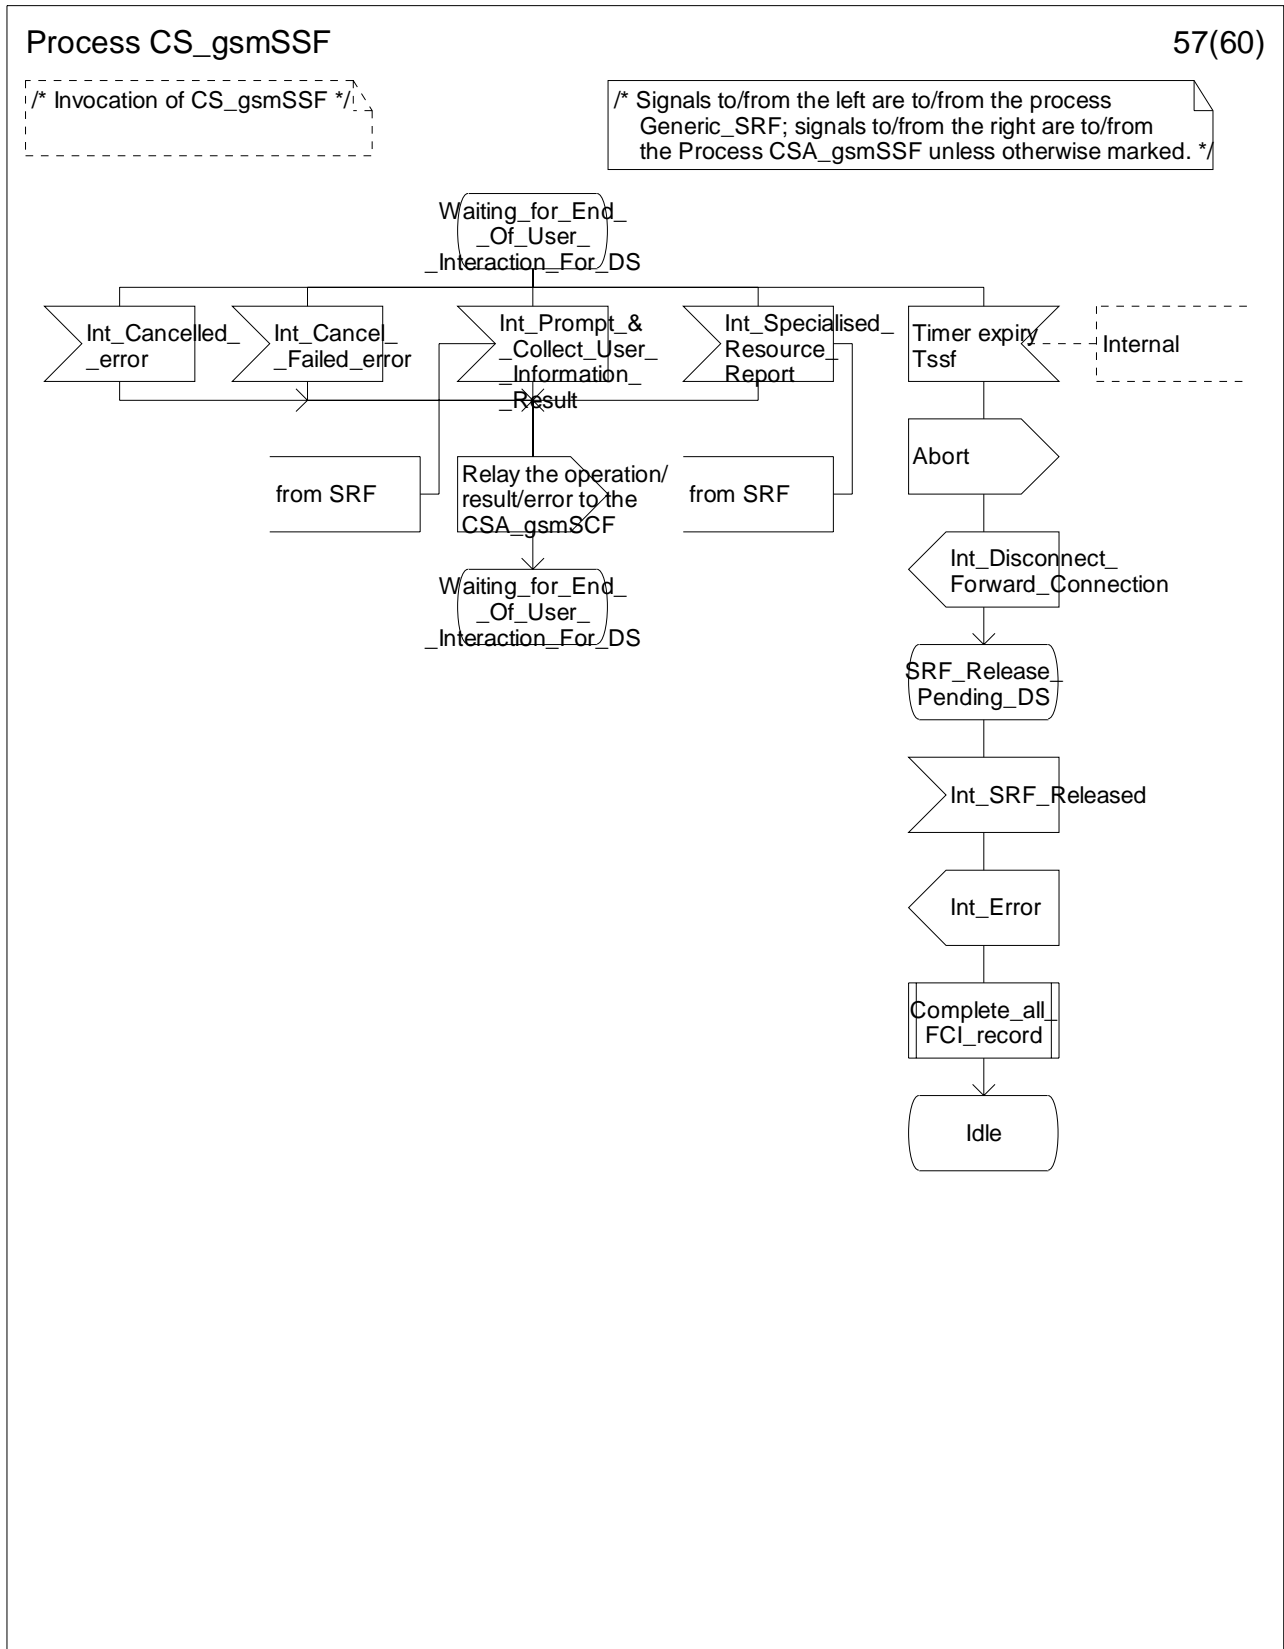 Process CS_gsmSSF
57(60)
/* Invocation of CS_gsmSSF */
/* Signals to/from the left are to/from the process
Generic_SRF; signals to/from the right are to/from
the Process CSA_gsmSSF unless otherwise marked. */
Waiting_for_End_
_Of_User_
_Interaction_For_DS
Int_Cancelled_
_error
Int_Cancel_
_Failed_error
Int_Prompt_&
_Collect_User_
_Information_
_Result
Int_Specialised_
Resource_
Report
Timer expiry
Tssf
Internal
from SRF
Relay the operation/
result/error to the
CSA_gsmSCF
from SRF
Abort
Waiting_for_End_
_Of_User_
_Interaction_For_DS
Int_Disconnect_
Forward_Connection
SRF_Release_
Pending_DS
Int_SRF_Released
Int_Error
Complete_all_
FCI_record
Idle